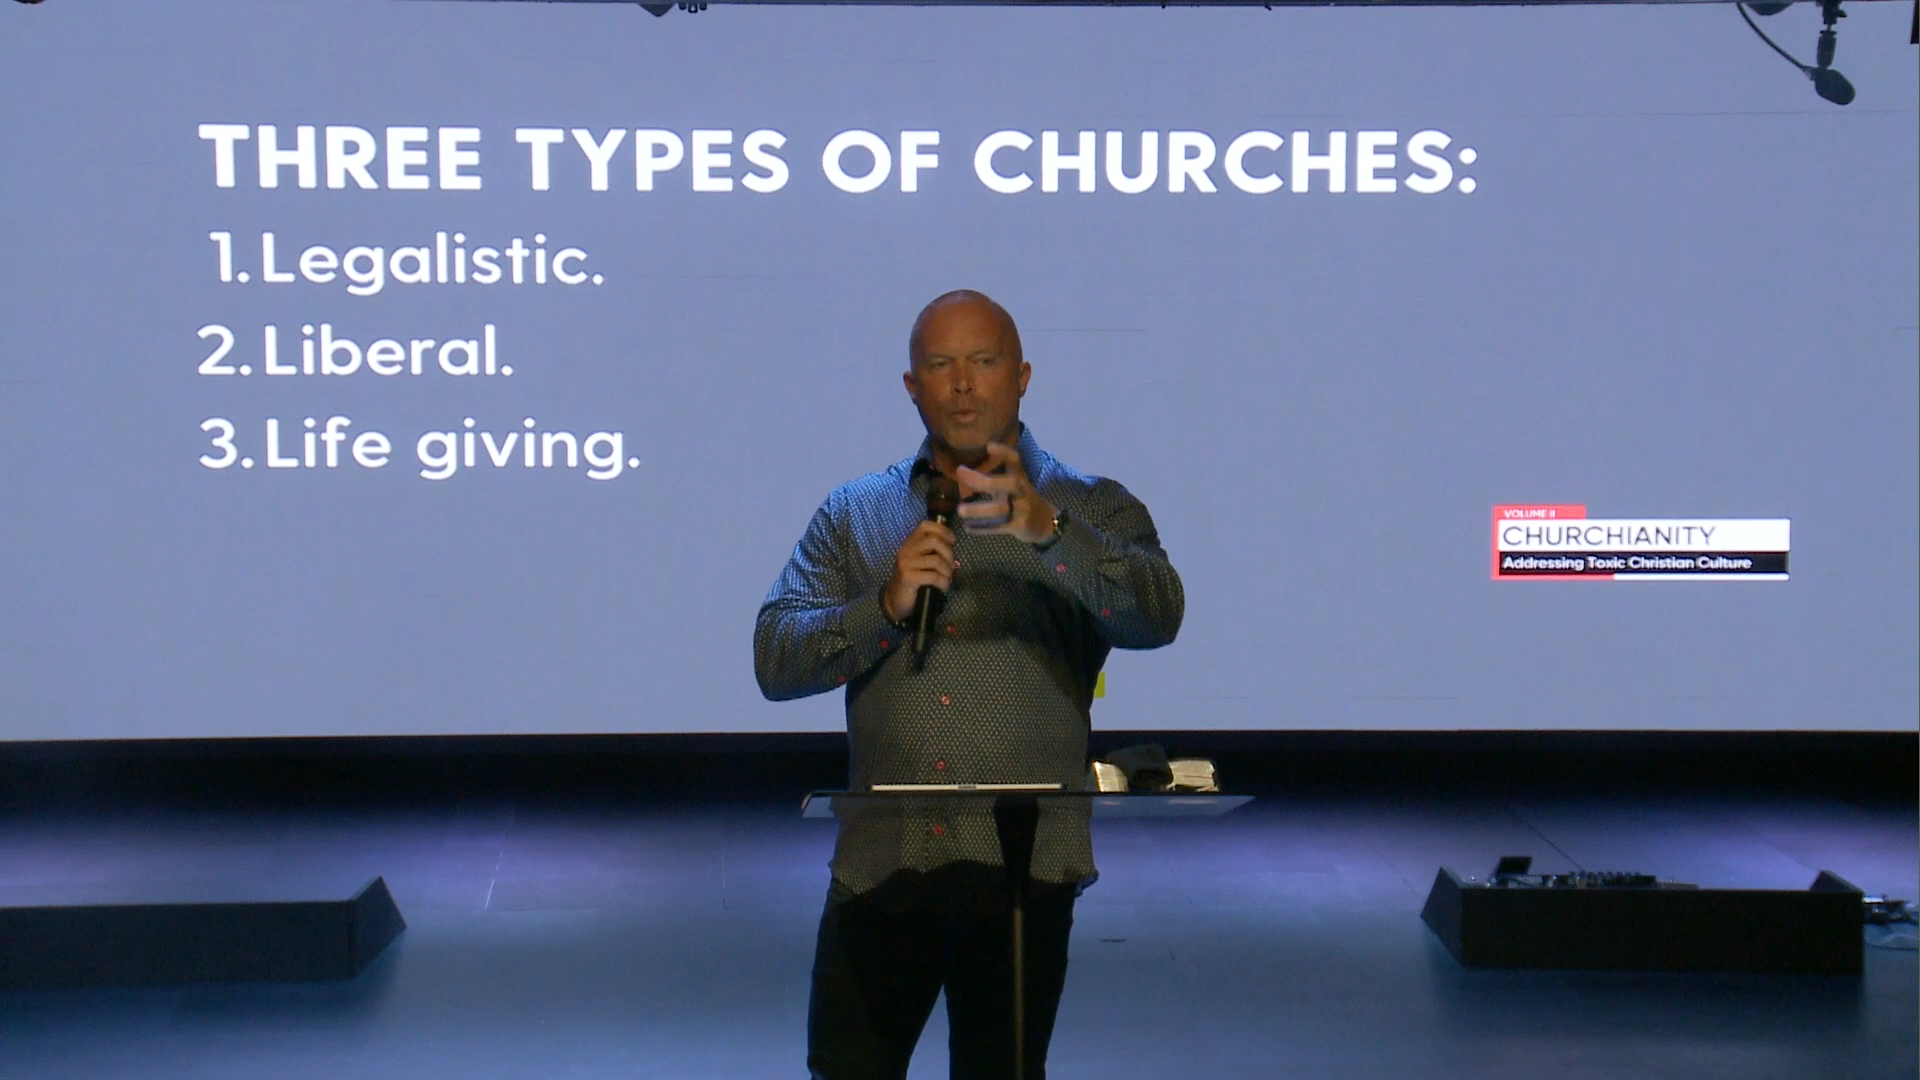 THREE TYPES OF CHURCHES:
1. Legalistic.
2. Liberal.
3. Life giving.
VOLUME II
CHURCHIANITY
Addressing Toxic Christian Culture